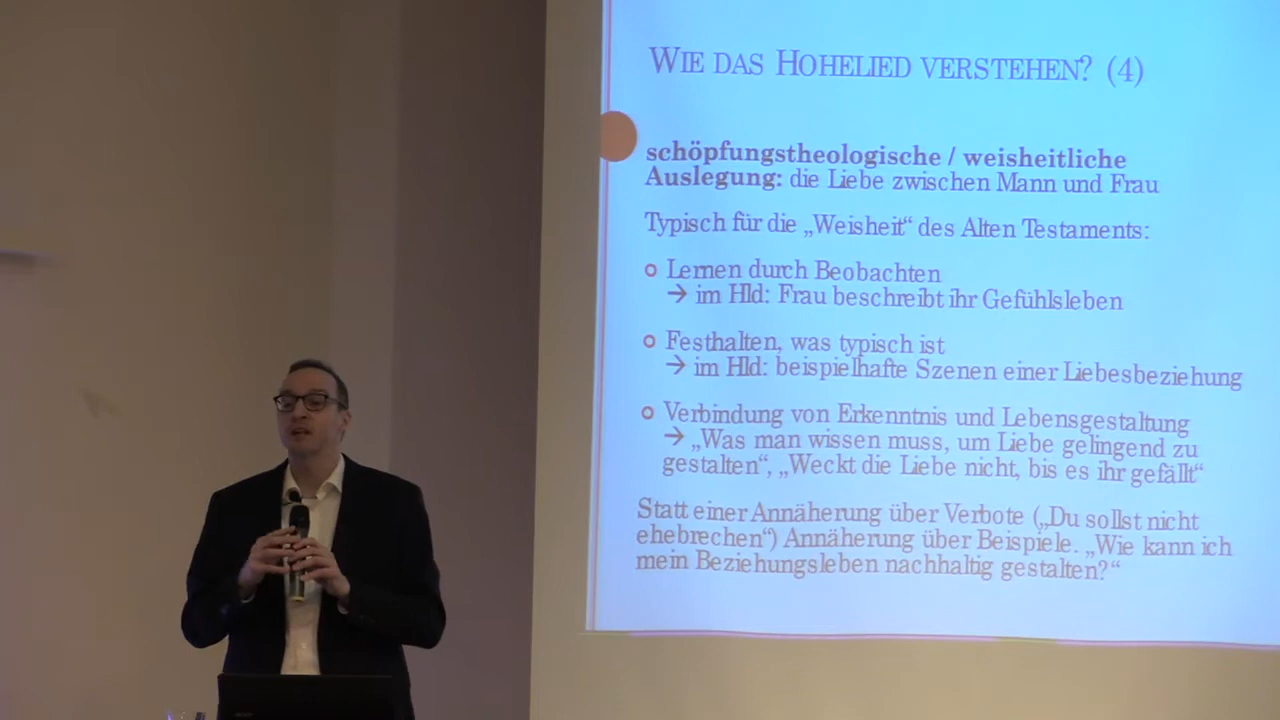 WIE DAS HOHELIED VERSTEHEN? (4)
schöpfungstheologische / weisheitliche
Auslegung: die Liebe zwischen Mann und Frau
Typisch für die „Weisheit“ des Alten Testaments:
Lernen durch Beobachten
→ im Hld: Frau beschreibt ihr Gefühlsleben
Festhalten, was typisch ist
→ im Hld: beispielhafte Szenen einer Liebesbeziehung
Verbindung von Erkenntnis und Lebensgestaltung
→ „Was man wissen muss, um Liebe gelingend zu
gestalten“, „Weckt die Liebe nicht, bis es ihr gefällt“
Statt einer Annäherung über Verbote („Du sollst nicht
ehebrechen“) Annäherung über Beispiele. „Wie kann ich
mein Beziehungsleben nachhaltig gestalten?“